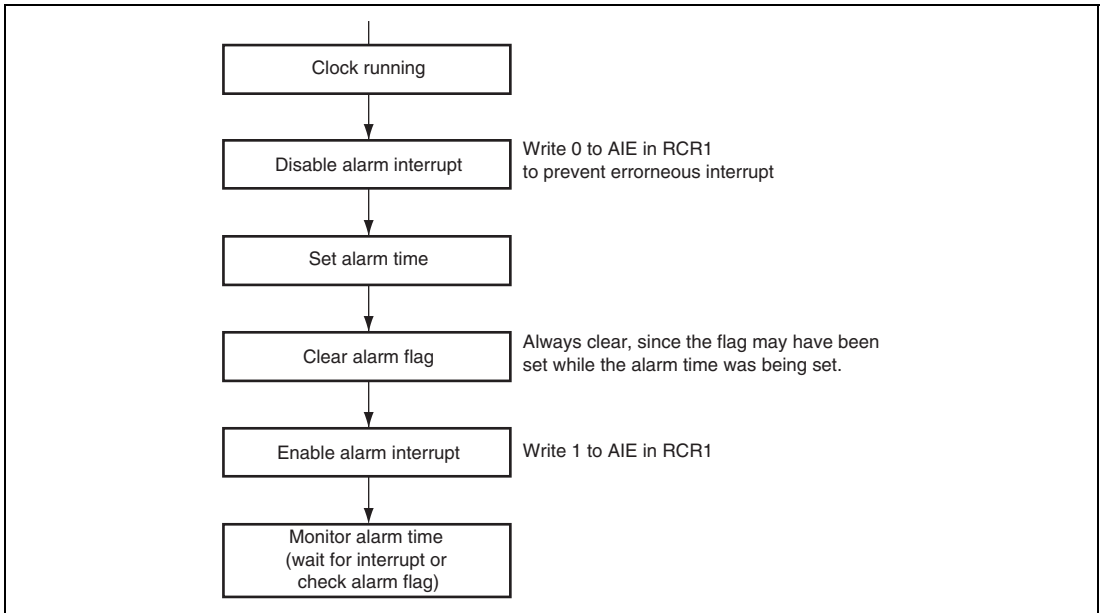 Clock running
Disable alarm interrupt
Write 0 to AIE in RCR1
to prevent errorneous interrupt
Set alarm time
Clear alarm flag
Always clear, since the flag may have been
set while the alarm time was being set.
Enable alarm interrupt
Write 1 to AIE in RCR1
Monitor alarm time
(wait for interrupt or
check alarm flag)